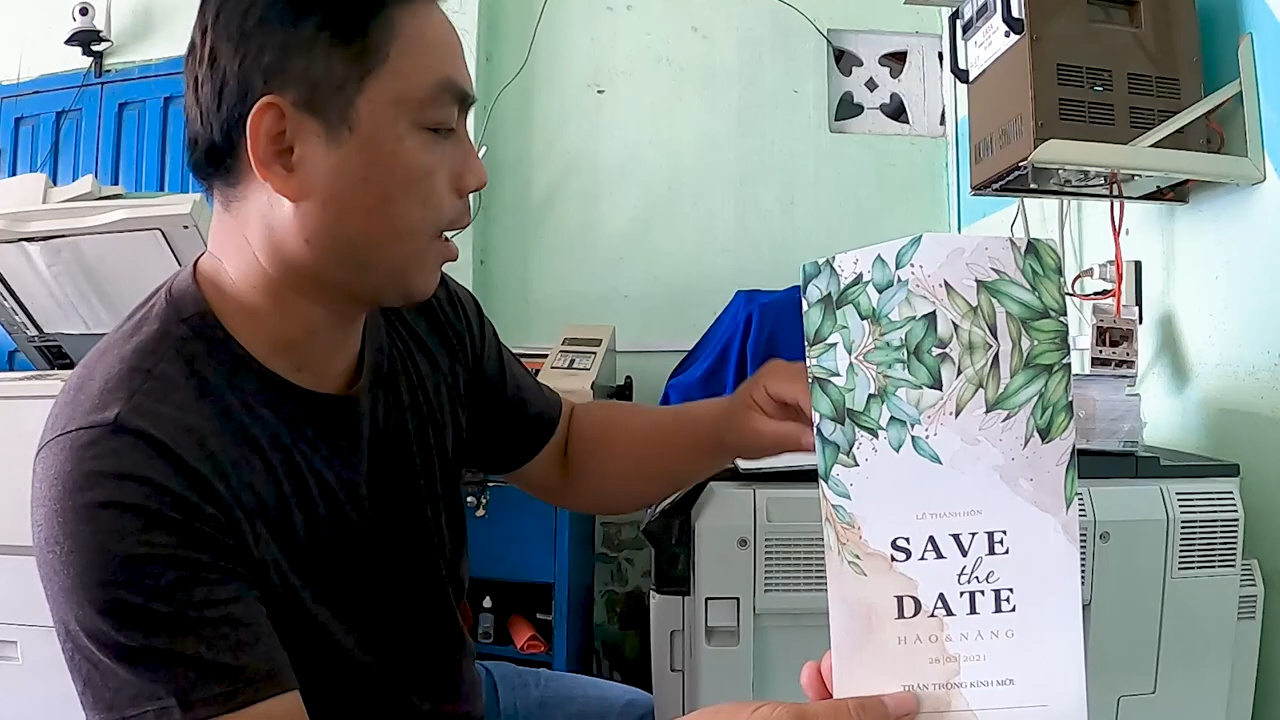 LỄ THÀNH HÔN
SAVE
the
DATE
HÀO & NĂNG
28|03|2021
TRÂN TRỌNG KÍNH MỜI